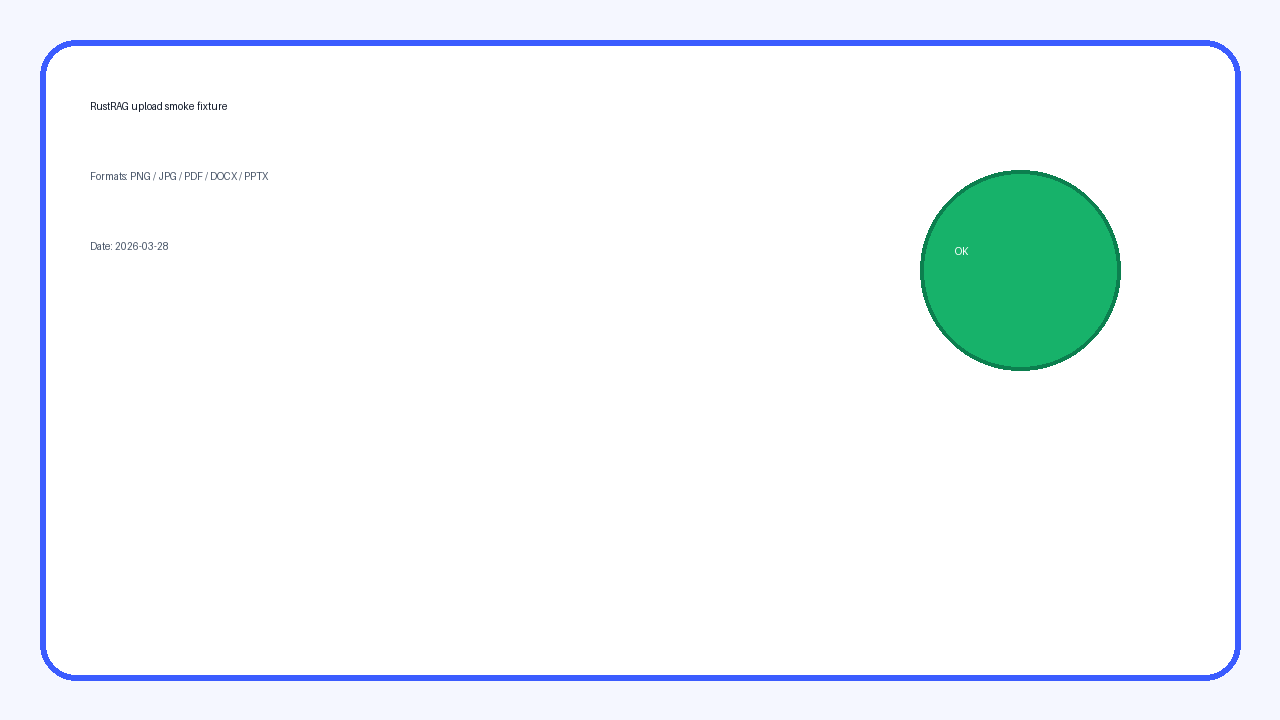 RustRAG upload smoke fixture
Formats: PNG / JPG / PDF / DOCX / PPTX
Date: 2026-03-28
OK